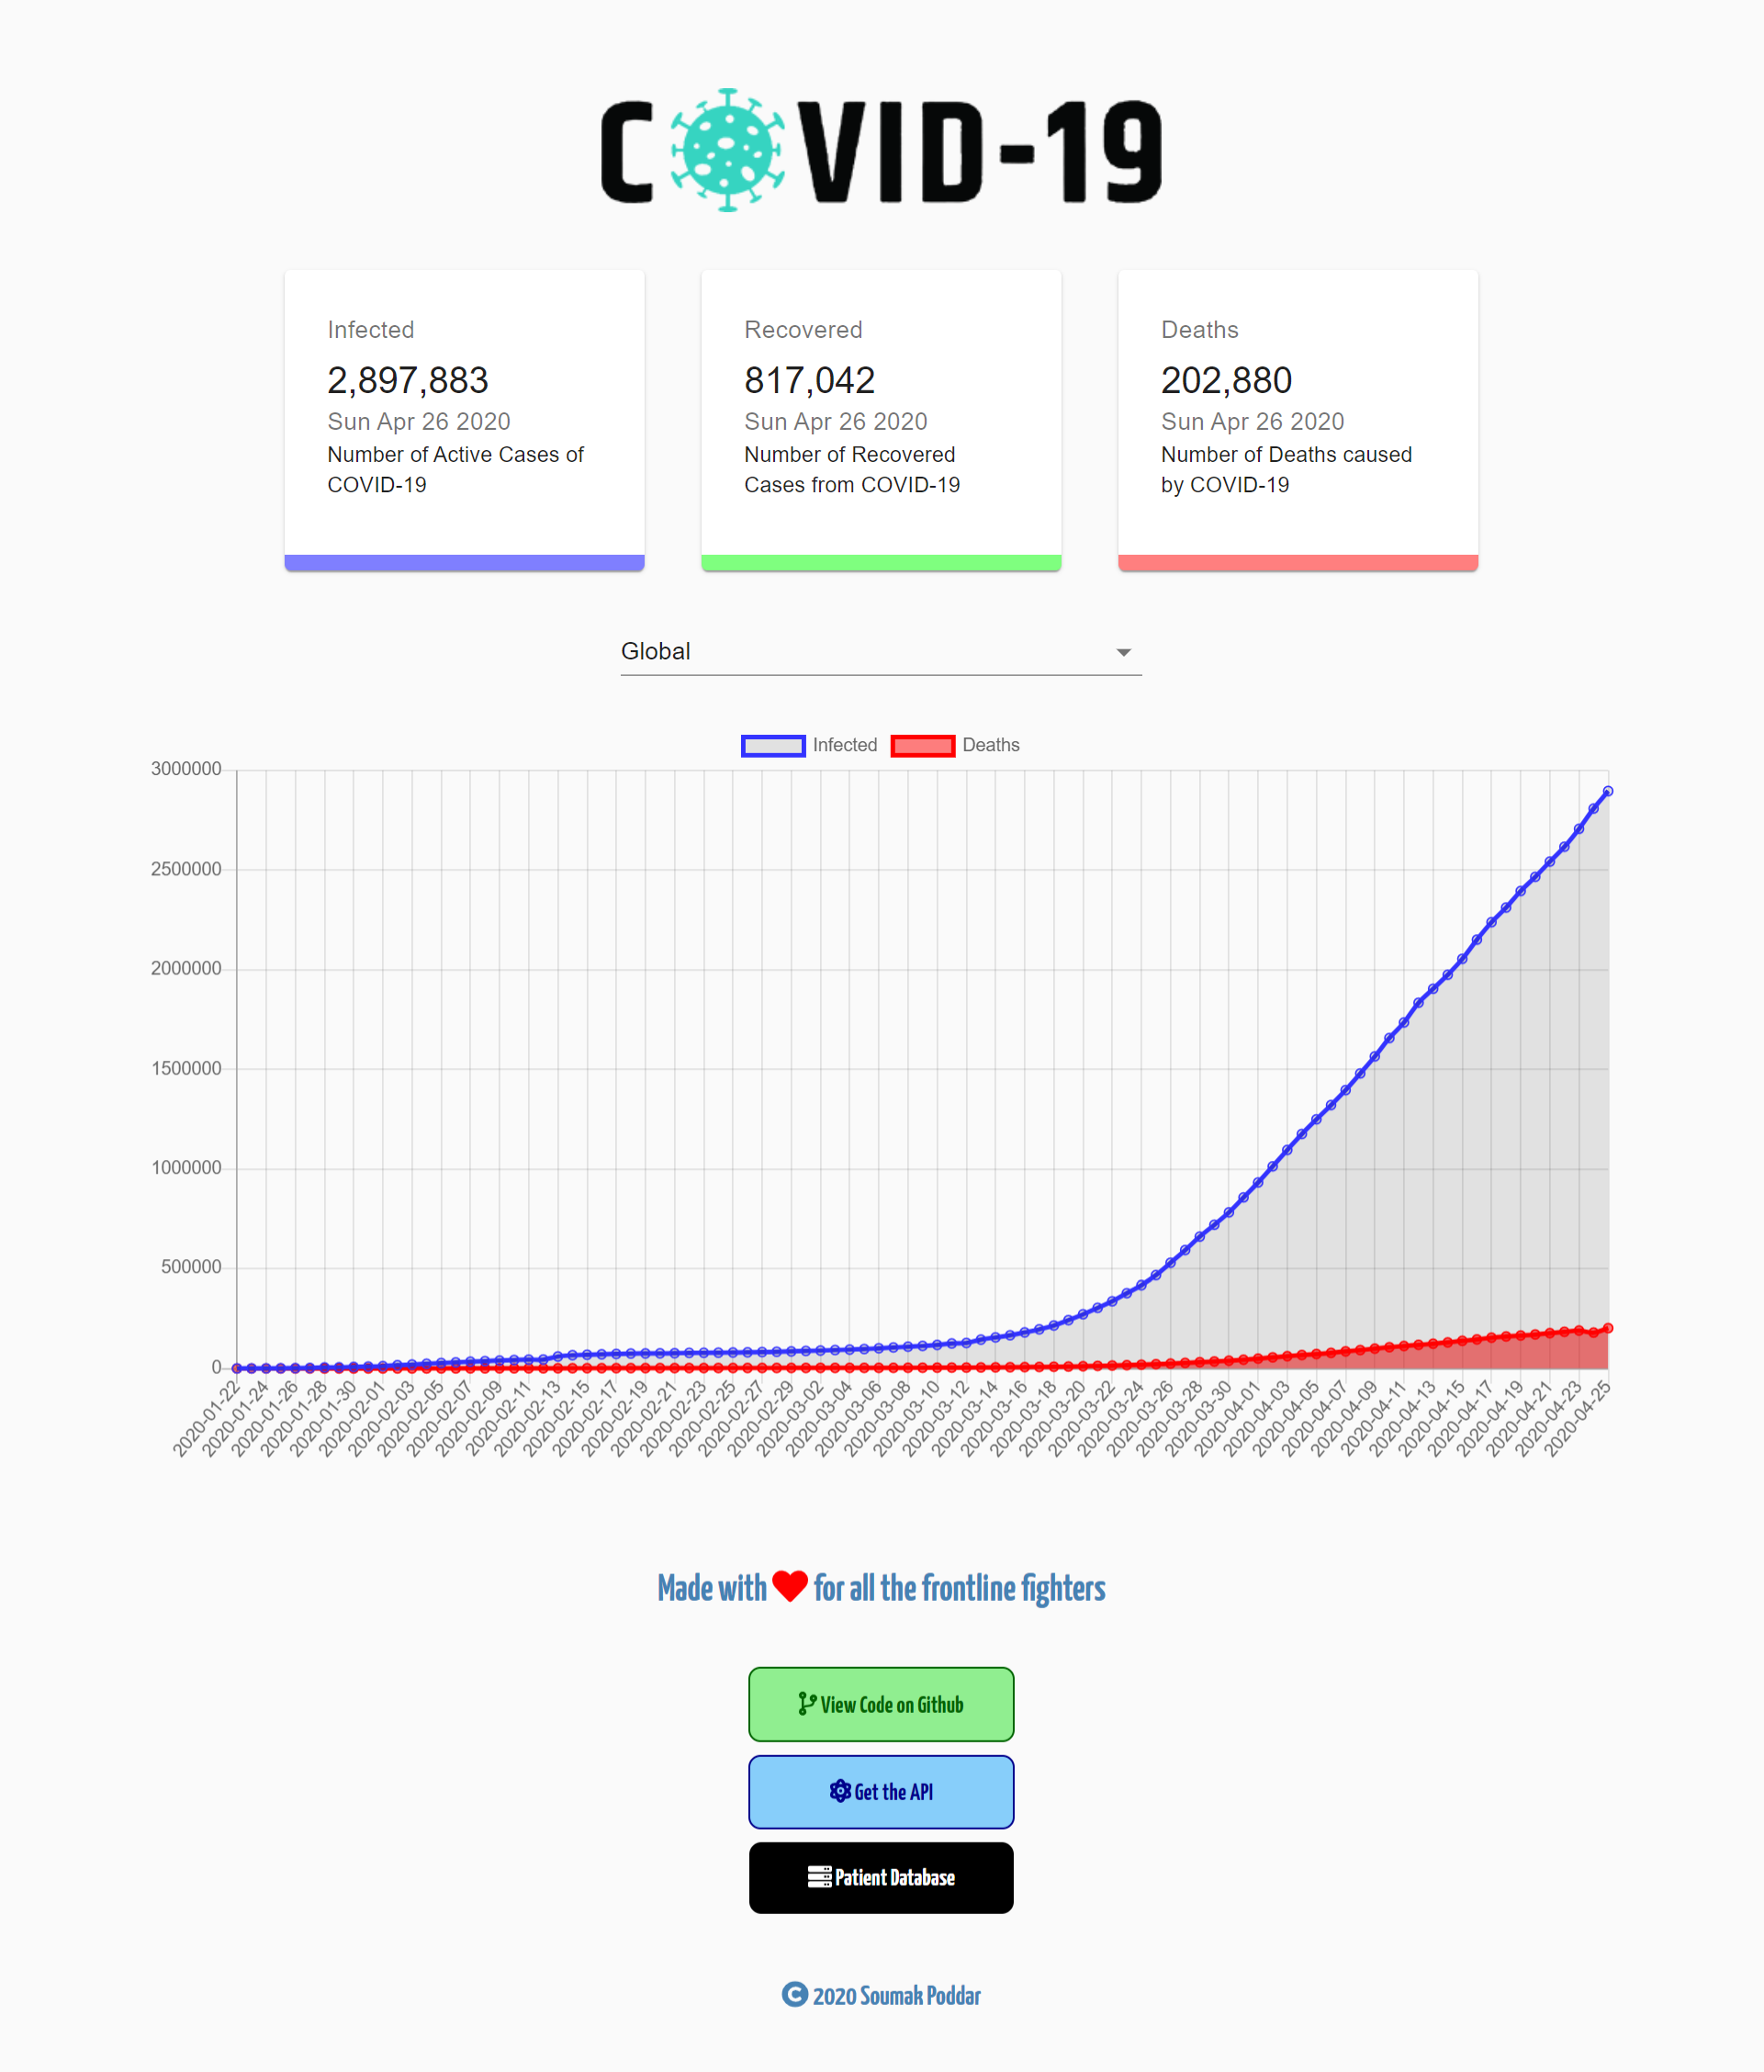 COVID-19
Infected
2,897,883
Sun Apr 26 2020
Number of Active Cases of
COVID-19
Recovered
817,042
Sun Apr 26 2020
Number of Recovered
Cases from COVID-19
Deaths
202,880
Sun Apr 26 2020
Number of Deaths caused
by COVID-19
Global
Infected
Deaths
3000000
2500000
2000000
1500000
1000000
500000
0
2020-01-22
2020-01-24
2020-01-26
2020-01-28
2020-01-30
2020-02-01
2020-02-03
2020-02-05
2020-02-07
2020-02-09
2020-02-11
2020-02-13
2020-02-15
2020-02-17
2020-02-19
2020-02-21
2020-02-23
2020-02-25
2020-02-27
2020-02-29
2020-03-02
2020-03-04
2020-03-06
2020-03-08
2020-03-10
2020-03-12
2020-03-14
2020-03-16
2020-03-18
2020-03-20
2020-03-22
2020-03-24
2020-03-26
2020-03-28
2020-03-30
2020-04-01
2020-04-03
2020-04-05
2020-04-07
2020-04-09
2020-04-11
2020-04-13
2020-04-15
2020-04-17
2020-04-19
2020-04-21
2020-04-23
2020-04-25
Made with ❤ for all the frontline fighters
View Code on Github
Get the API
Patient Database
© 2020 Soumak Poddar